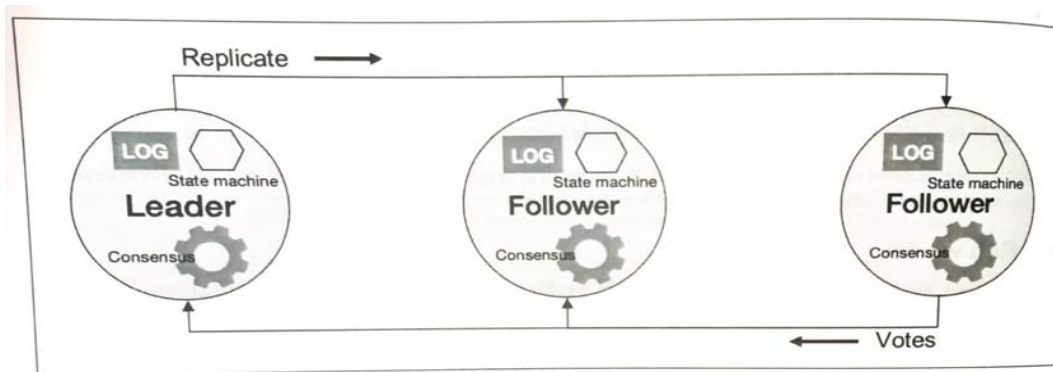 Replicate
LOG
State machine
Leader
Consensus
LOG
State machine
Follower
Consensus
LOG
State machine
Follower
Consensus
Votes